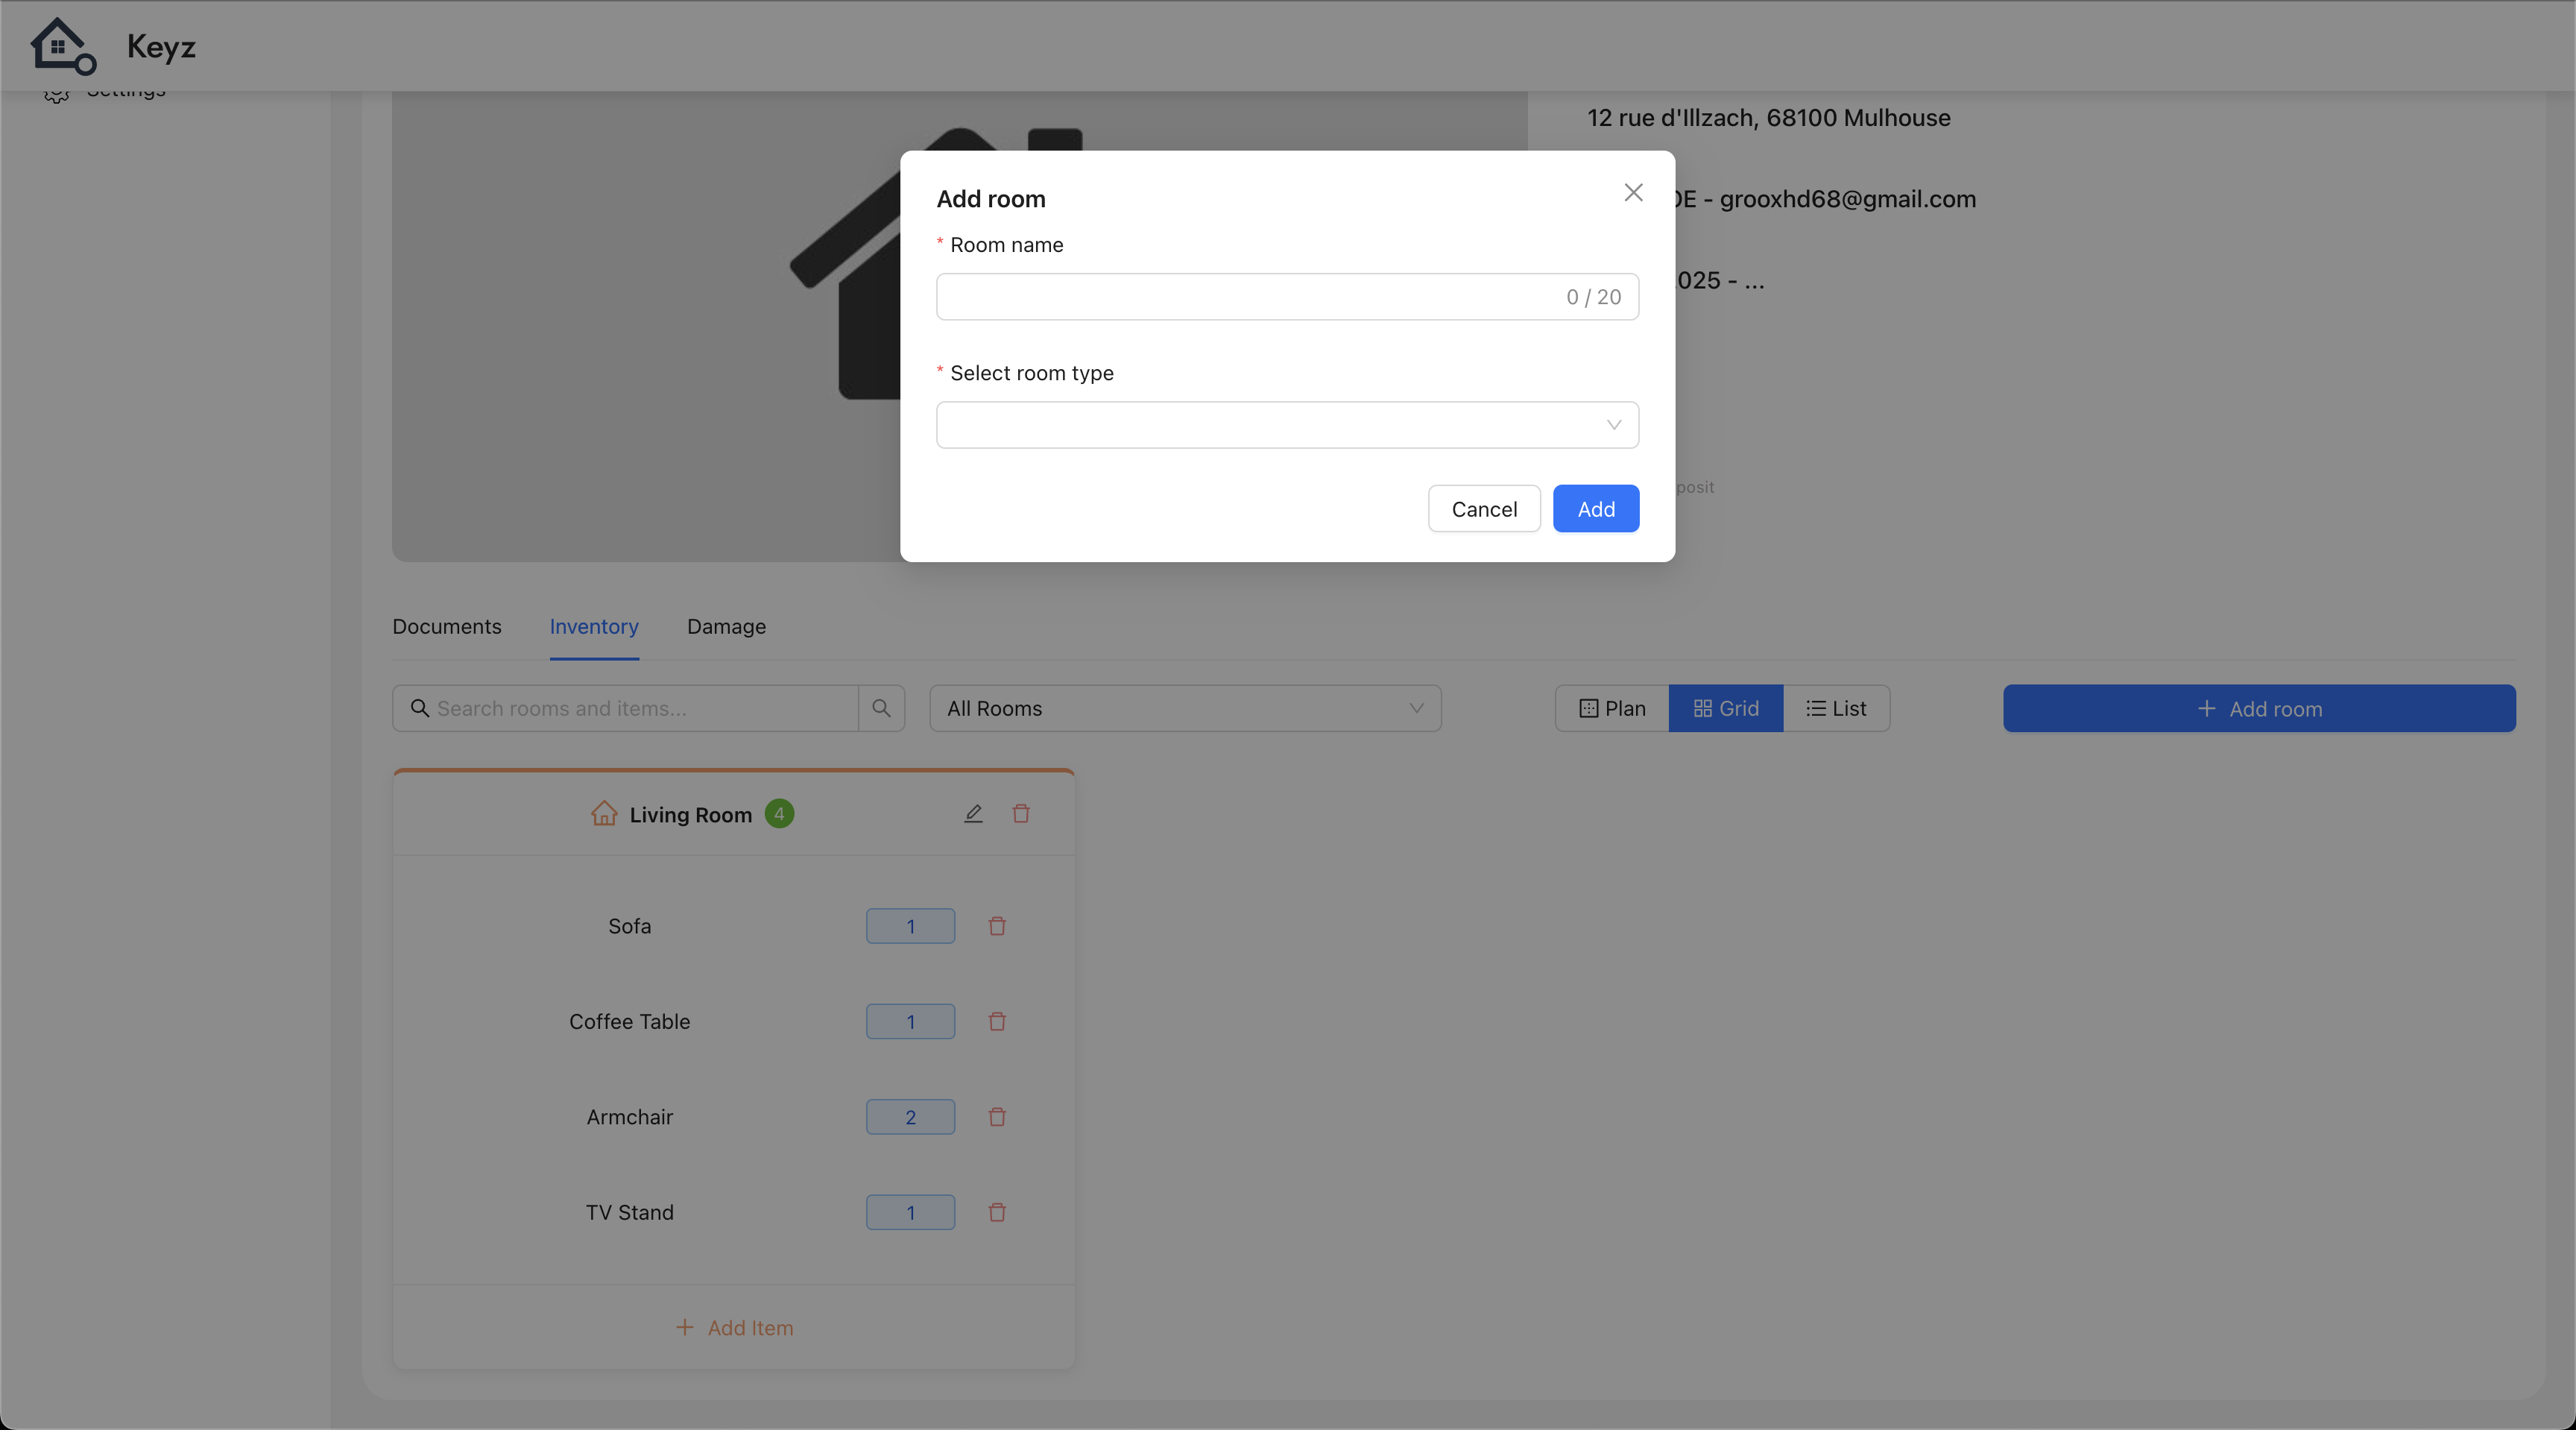 Keyz
Settings
12 rue d'Illzach, 68100 Mulhouse
Add room
- grooxhd68@gmail.com
* Room name
025 - ...
0 / 20
* Select room type
posit
Cancel
Add
Documents
Inventory
Damage
Search rooms and items...
All Rooms
Plan
Grid
List
+ Add room
Living Room
4
Sofa
1
Coffee Table
1
Armchair
2
TV Stand
1
+ Add Item